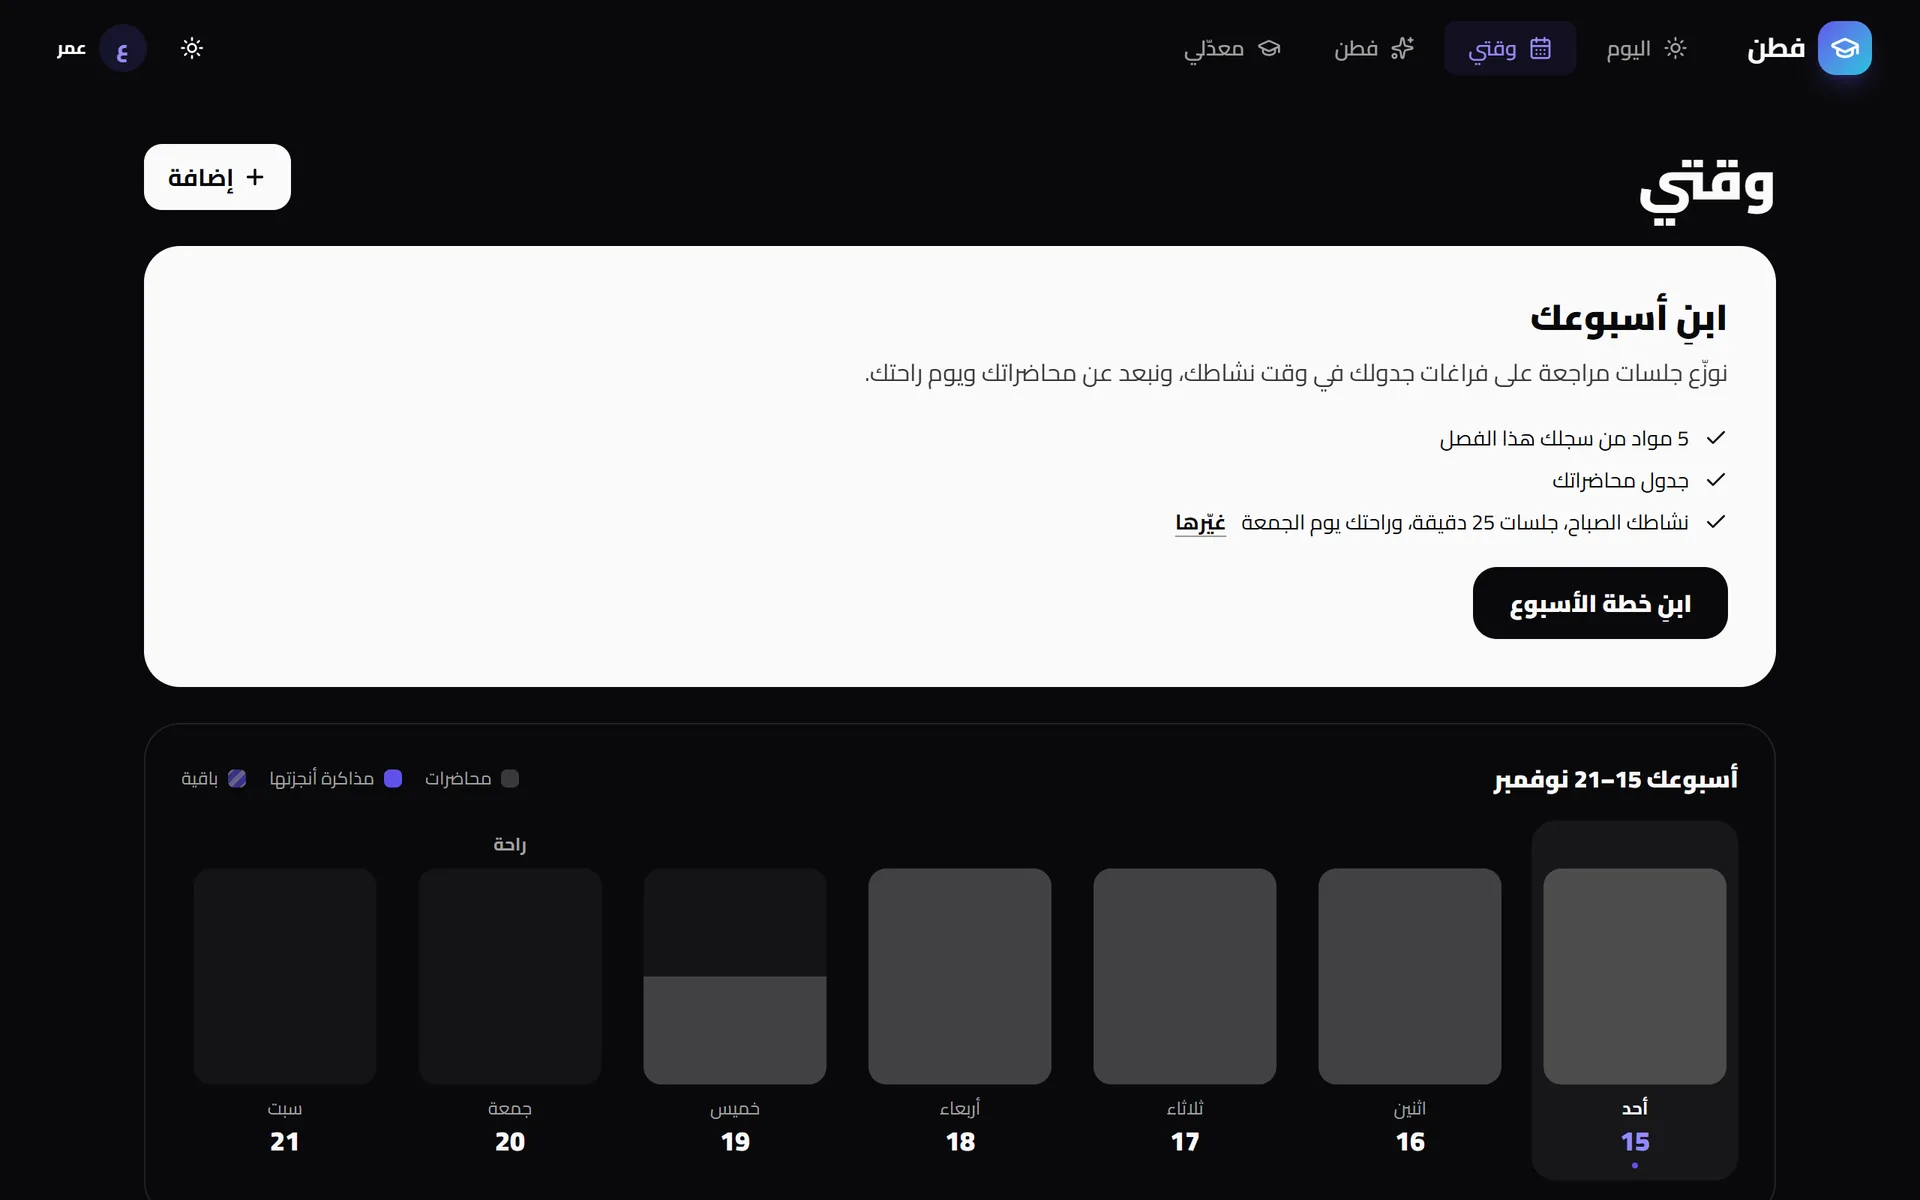 فطن
اليوم
وقتي
فطن
معدّلي
ع
عمر
وقتي
+ إضافة
ابنِ أسبوعك
نوزّع جلسات مراجعة على فراغات جدولك في وقت نشاطك، ونبعد عن محاضراتك ويوم راحتك.
5 مواد من سجلك هذا الفصل
جدول محاضراتك
نشاطك الصباح، جلسات 25 دقيقة، وراحتك يوم الجمعة غيّرها
ابنِ خطة الأسبوع
أسبوعك 15–21 نوفمبر
محاضرات
مذاكرة أنجزتها
باقية
راحة
أحد
15
اثنين
16
ثلاثاء
17
أربعاء
18
خميس
19
جمعة
20
سبت
21